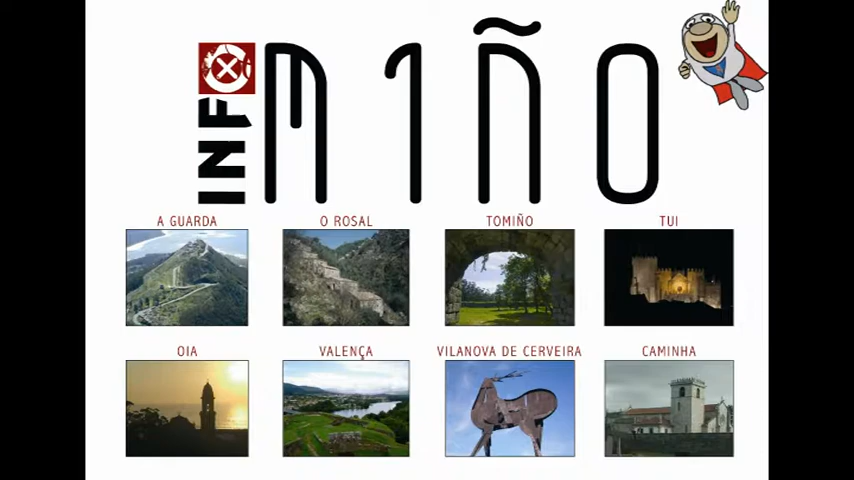 INFO
MIÑO
A GUARDA
O ROSAL
TOMIÑO
TUI
OIA
VALENÇA
VILANOVA DE CERVEIRA
CAMINHA